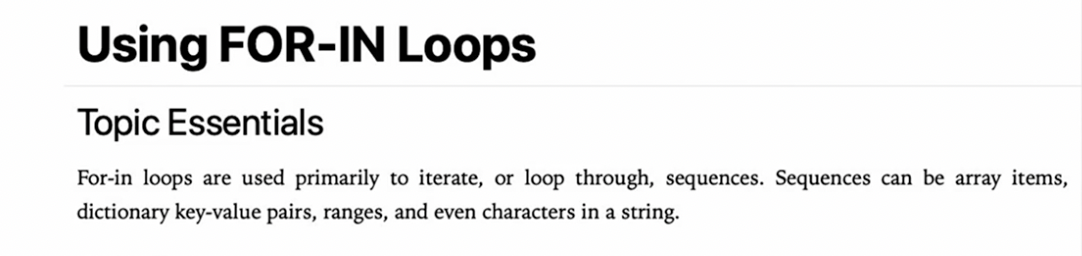 Using FOR-IN Loops
Topic Essentials
For-in loops are used primarily to iterate, or loop through, sequences. Sequences can be array items,
dictionary key-value pairs, ranges, and even characters in a string.